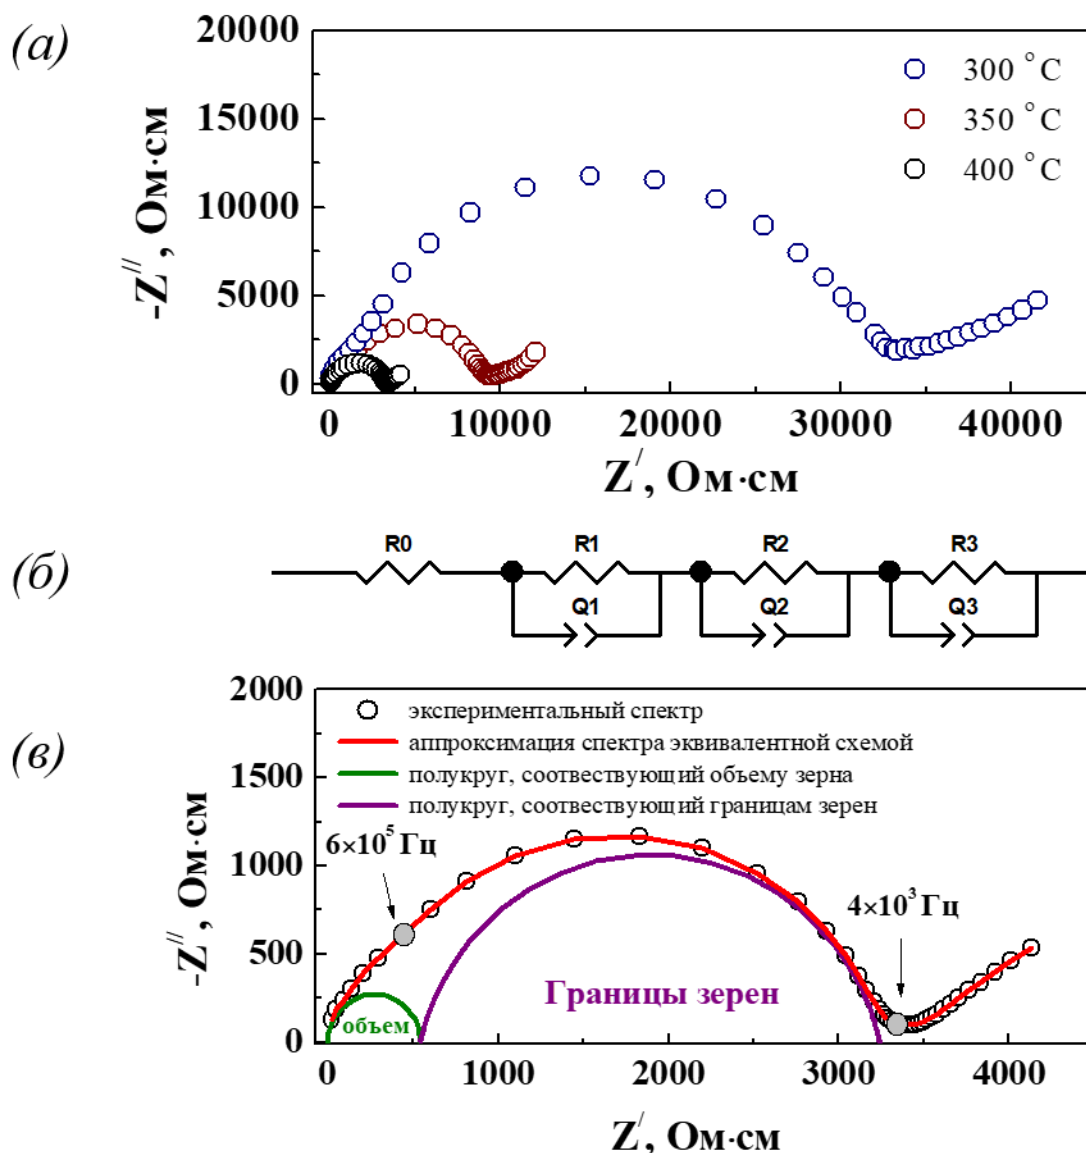 (а)
20000
15000
10000
5000
0
-Z//, Ом·см
300 °C
350 °C
400 °C
0 10000 20000 30000 40000
Z/, Ом·см
(б)
R0 R1 R2 R3
Q1 Q2 Q3
(в)
2000
1500
1000
500
0
-Z//, Ом·см
экспериментальный спектр
аппроксимация спектра эквивалентной схемой
полукруг, соотвествующий объему зерна
полукруг, соотвествующий границам зерен
6×10⁵ Гц
4×10³ Гц
Границы зерен
объем
0 1000 2000 3000 4000
Z/, Ом·см